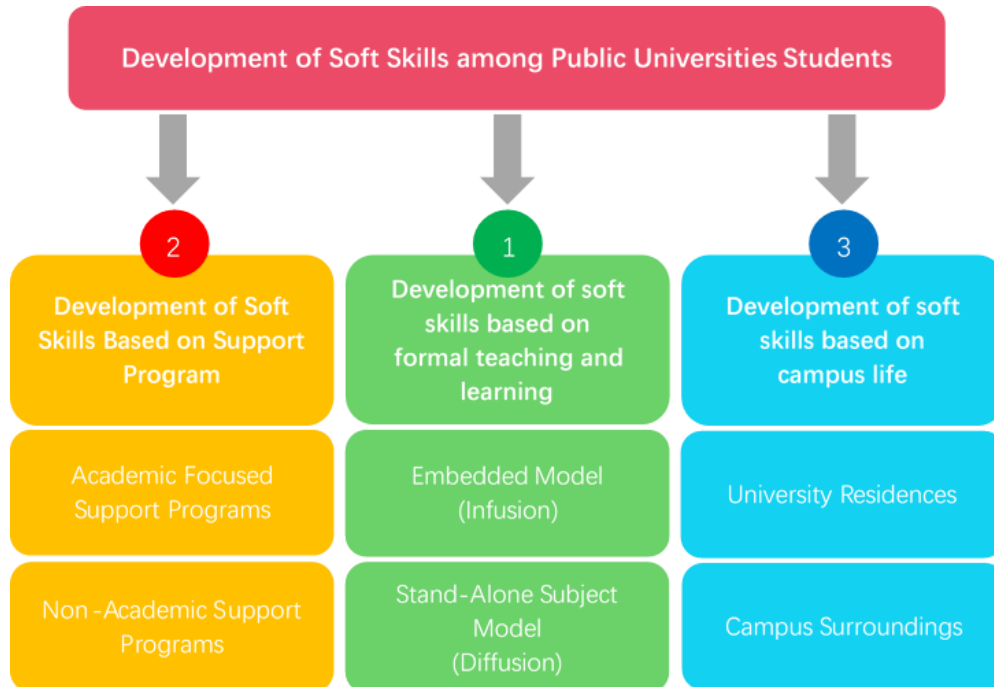 Development of Soft Skills among Public Universities Students
2
Development of Soft
Skills Based on Support
Program
Academic Focused
Support Programs
Non-Academic Support
Programs
1
Development of soft
skills based on
formal teaching and
learning
Embedded Model
(Infusion)
Stand-Alone Subject
Model
(Diffusion)
3
Development of soft
skills based on
campus life
University Residences
Campus Surroundings